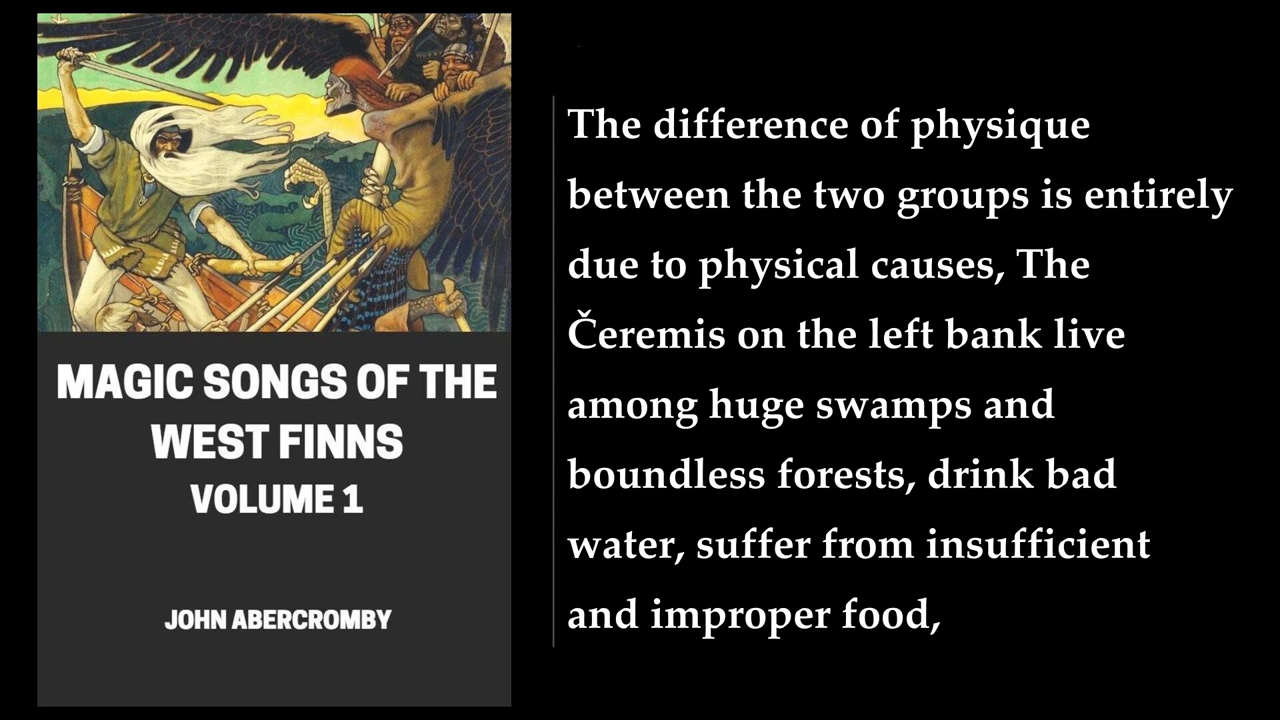 MAGIC SONGS OF THE
WEST FINNS
VOLUME 1
JOHN ABERCROMBY
The difference of physique
between the two groups is entirely
due to physical causes, The
Čeremis on the left bank live
among huge swamps and
boundless forests, drink bad
water, suffer from insufficient
and improper food,